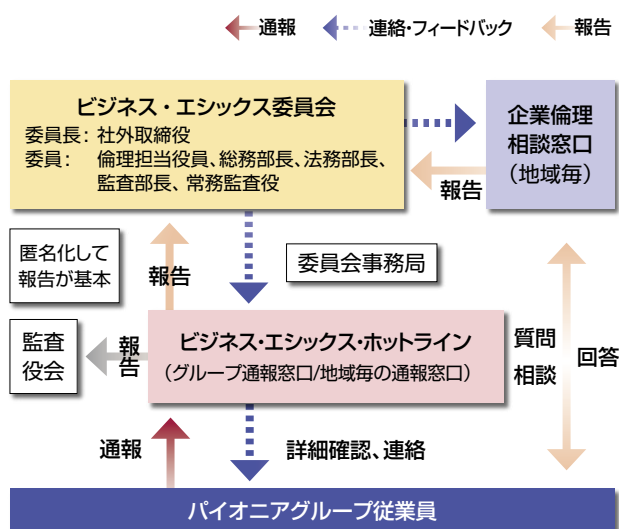 通報
連絡・フィードバック
報告
ビジネス・エシックス委員会
委員長：社外取締役
委員：　倫理担当役員、総務部長、法務部長、
監査部長、常務監査役
企業倫理
相談窓口
（地域毎）
報告
匿名化して
報告が基本
報告
委員会事務局
監査
役会
報告
ビジネス・エシックス・ホットライン
（グループ通報窓口/地域毎の通報窓口）
質問
相談
回答
通報
詳細確認、連絡
パイオニアグループ従業員